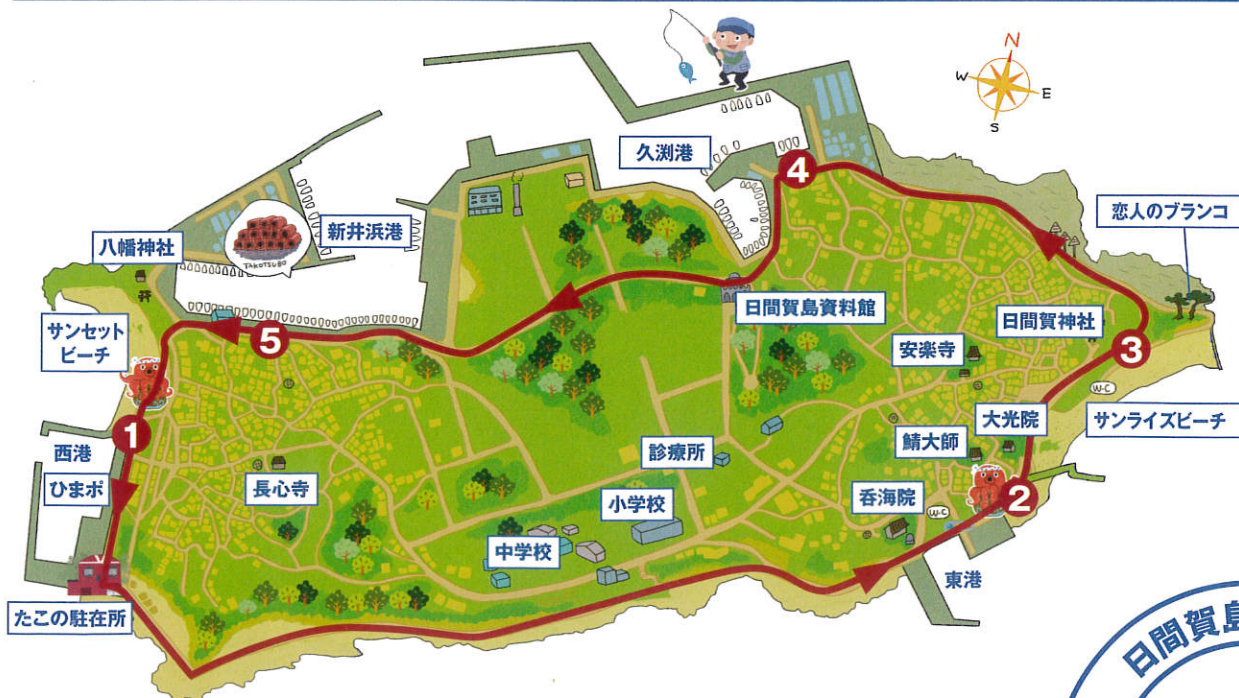 N
W
E
S
久渕港
4
恋人のブランコ
八幡神社
新井浜港
TAKOTSUBO
日間賀島資料館
日間賀神社
サンセット
ビーチ
5
安楽寺
3
W・C
大光院
サンライズビーチ
1
西港
ひまポ
診療所
鯖大師
長心寺
小学校
呑海院
W・C
2
中学校
東港
たこの駐在所
日間賀島